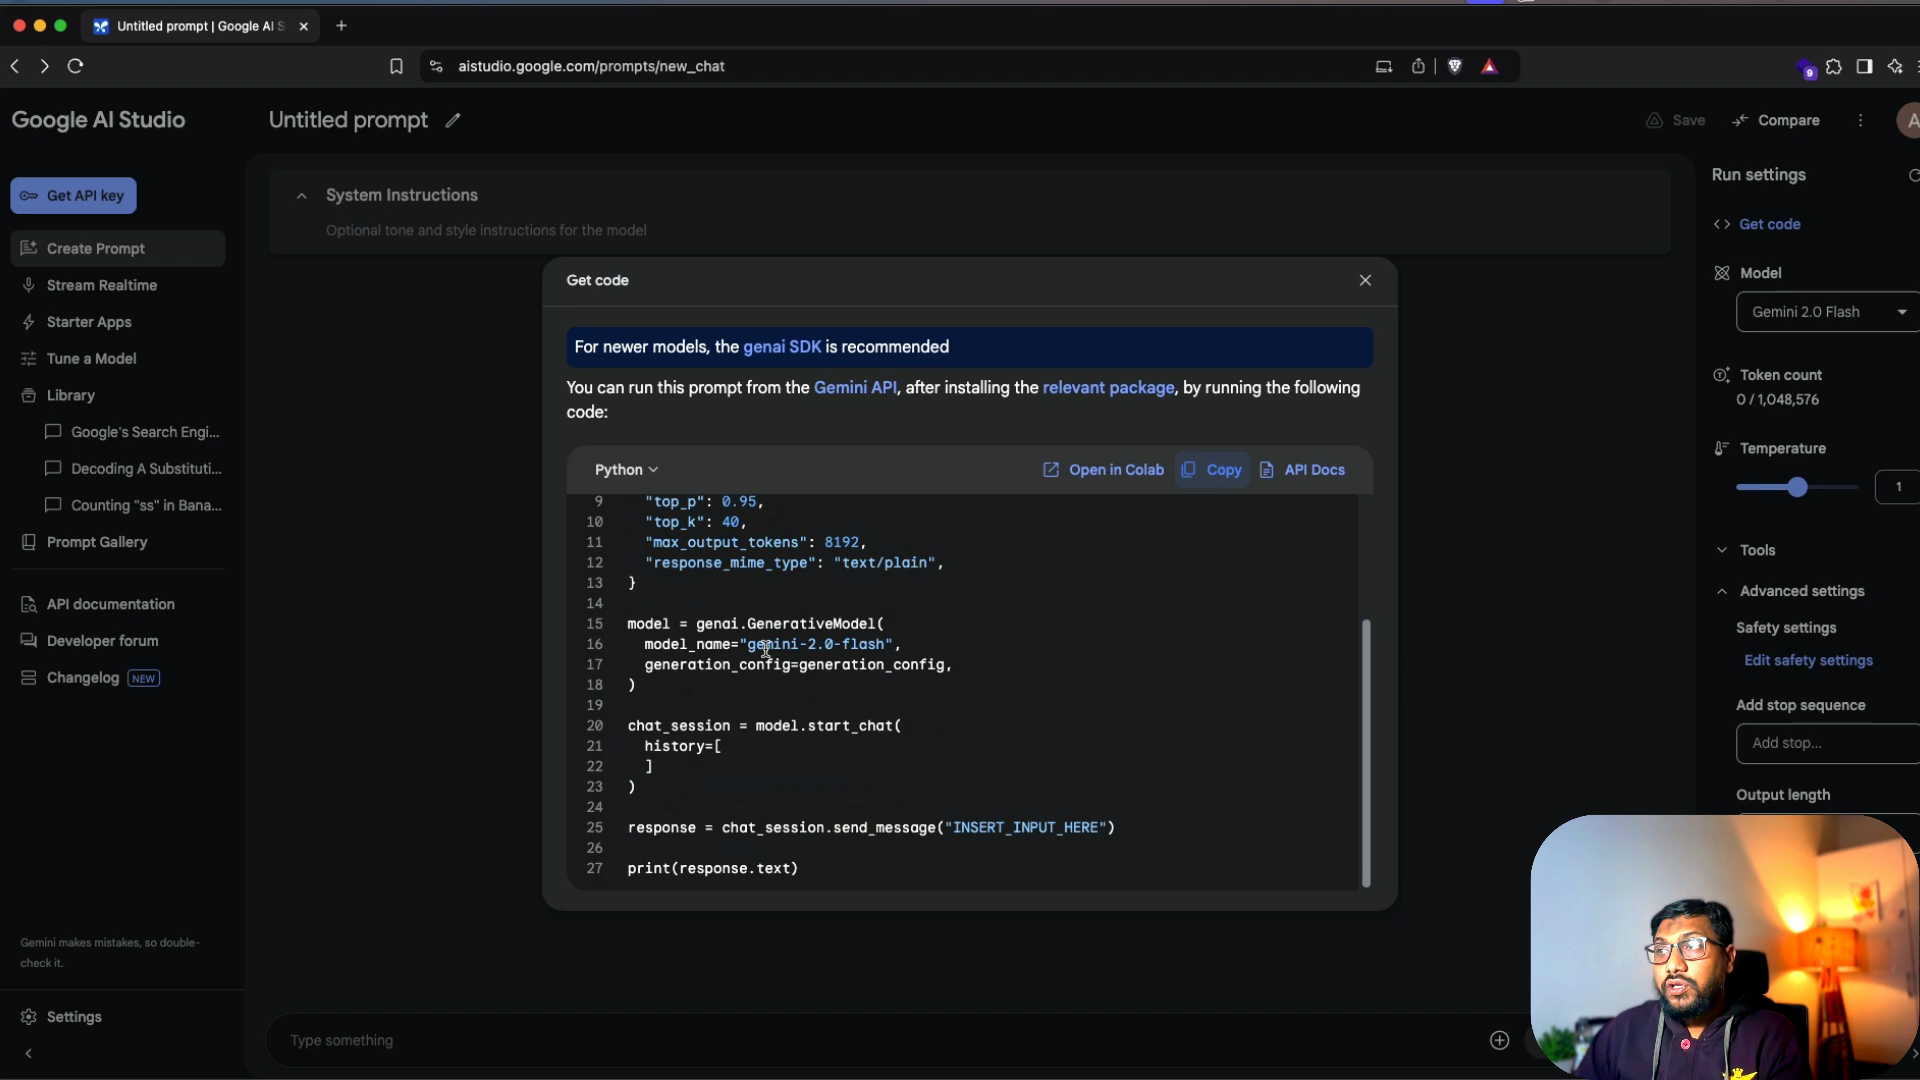 Untitled prompt | Google AI S
aistudio.google.com/prompts/new_chat
9
Google AI Studio
Untitled prompt
Save
Compare
A
Get API key
Create Prompt
Stream Realtime
Starter Apps
Tune a Model
Library
Google's Search Engi...
Decoding A Substituti...
Counting "ss" in Bana...
Prompt Gallery
API documentation
Developer forum
Changelog NEW
Gemini makes mistakes, so double-
check it.
Settings
System Instructions
Optional tone and style instructions for the model
Get code
For newer models, the genai SDK is recommended
You can run this prompt from the Gemini API, after installing the relevant package, by running the following
code:
Python
Open in Colab
Copy
API Docs
9 "top_p": 0.95,
10 "top_k": 40,
11 "max_output_tokens": 8192,
12 "response_mime_type": "text/plain",
13 }
14
15 model = genai.GenerativeModel(
16 model_name="gemini-2.0-flash",
17 generation_config=generation_config,
18 )
19
20 chat_session = model.start_chat(
21 history=[
22 ]
23 )
24
25 response = chat_session.send_message("INSERT_INPUT_HERE")
26
27 print(response.text)
Type something
Run settings
Get code
Model
Gemini 2.0 Flash
Token count
0 / 1,048,576
Temperature
1
Tools
Advanced settings
Safety settings
Edit safety settings
Add stop sequence
Add stop...
Output length